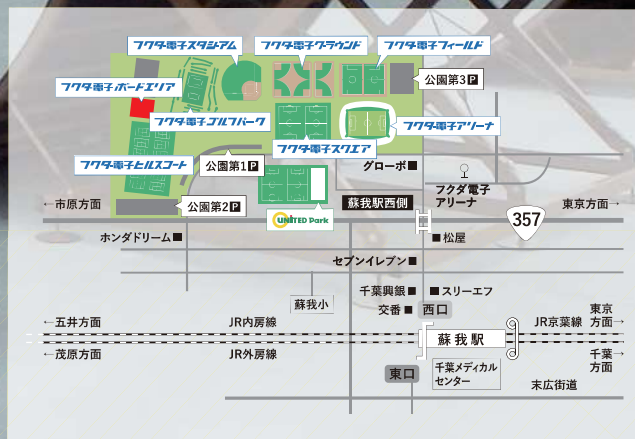 フクダ電子スタジアム
フクダ電子グラウンド
フクダ電子フィールド
フクダ電子ボードエリア
公園第3 P
フクダ電子ゴルフパーク
フクダ電子アリーナ
フクダ電子スクエア
フクダ電子ヒルスコート
公園第1 P
グローボ■
フクダ電子
アリーナ
公園第2 P
←市原方面
蘇我駅西側
357
東京方面→
UNITED Park
ホンダドリーム■
■松屋
セブンイレブン■
千葉興銀■
■スリーエフ
蘇我小
交番■
西口
←五井方面
JR内房線
JR京葉線
東京
方面→
蘇我駅
←茂原方面
JR外房線
千葉
方面→
東口
千葉メディカル
センター
末広街道